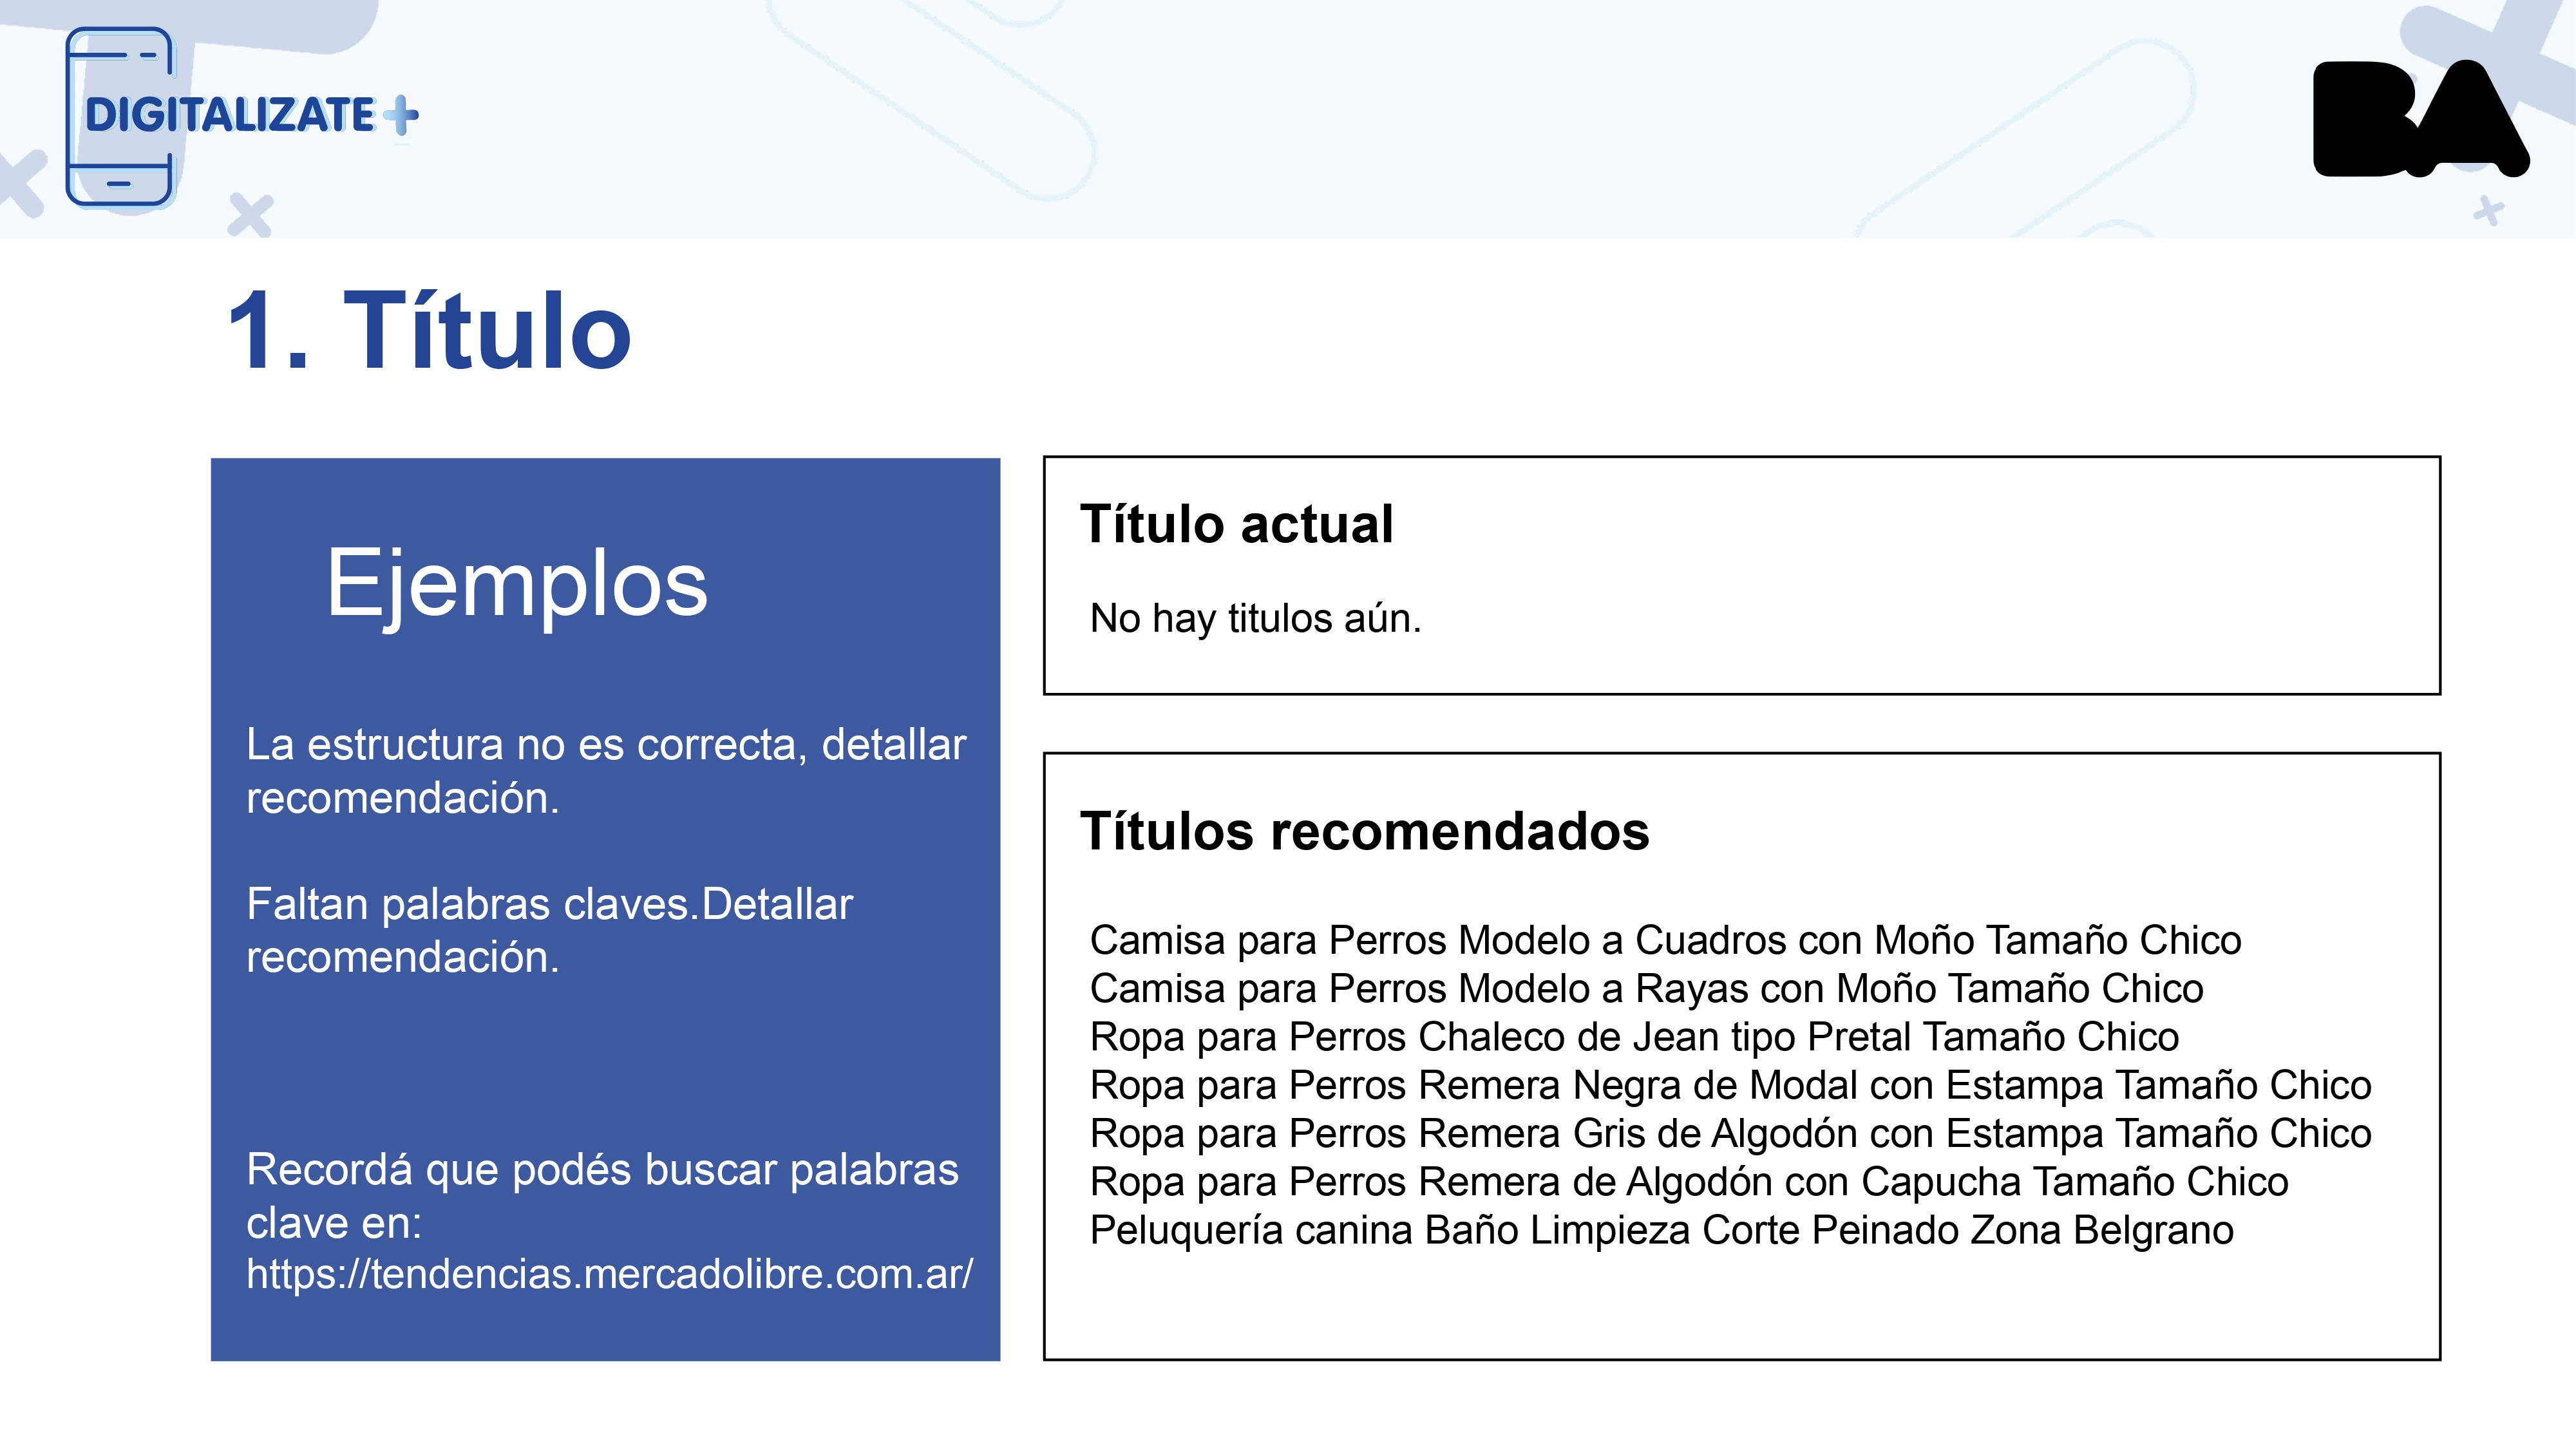 DIGITALIZATE+
BA
1. Título
Ejemplos
La estructura no es correcta, detallar
recomendación.
Faltan palabras claves.Detallar
recomendación.
Recordá que podés buscar palabras
clave en:
https://tendencias.mercadolibre.com.ar/
Título actual
No hay titulos aún.
Títulos recomendados
Camisa para Perros Modelo a Cuadros con Moño Tamaño Chico
Camisa para Perros Modelo a Rayas con Moño Tamaño Chico
Ropa para Perros Chaleco de Jean tipo Pretal Tamaño Chico
Ropa para Perros Remera Negra de Modal con Estampa Tamaño Chico
Ropa para Perros Remera Gris de Algodón con Estampa Tamaño Chico
Ropa para Perros Remera de Algodón con Capucha Tamaño Chico
Peluquería canina Baño Limpieza Corte Peinado Zona Belgrano